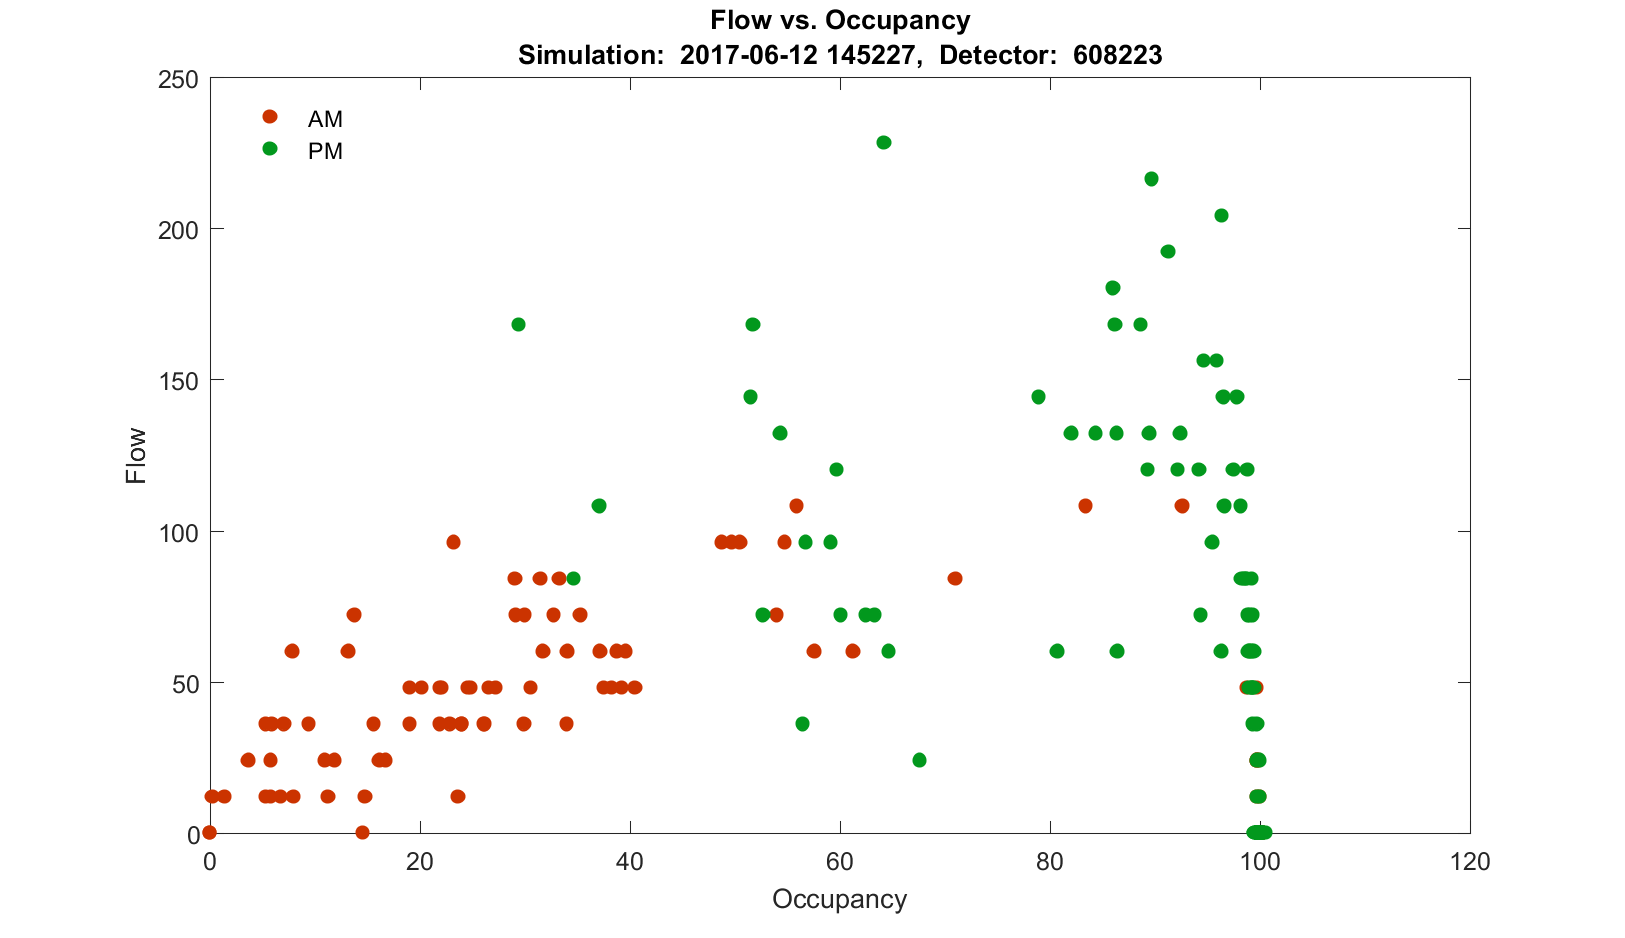 Flow vs. Occupancy
Simulation:  2017-06-12 145227,  Detector:  608223
250
200
150
100
50
0
AM
PM
Flow
0 20 40 60 80 100 120
Occupancy